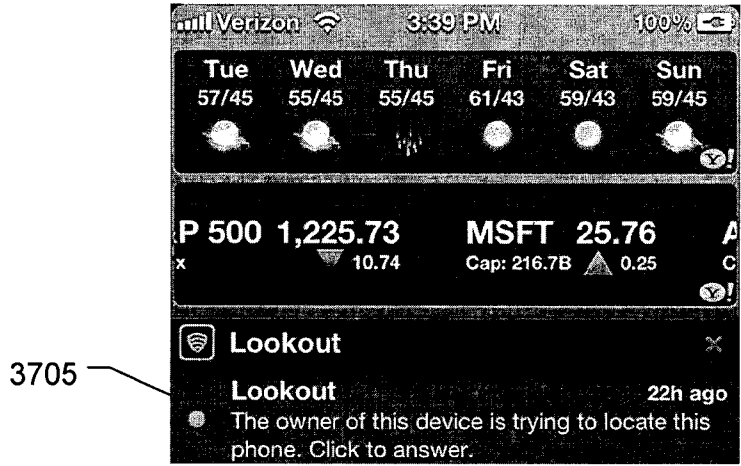 Verizon 3:39 PM 100%
Tue Wed Thu Fri Sat Sun
57/45 55/45 55/45 61/43 59/43 59/45
Y!
P 500 1,225.73 MSFT 25.76 A
x 10.74 Cap: 216.7B 0.25 C
Y!
Lookout
3705
Lookout 22h ago
The owner of this device is trying to locate this
phone. Click to answer.